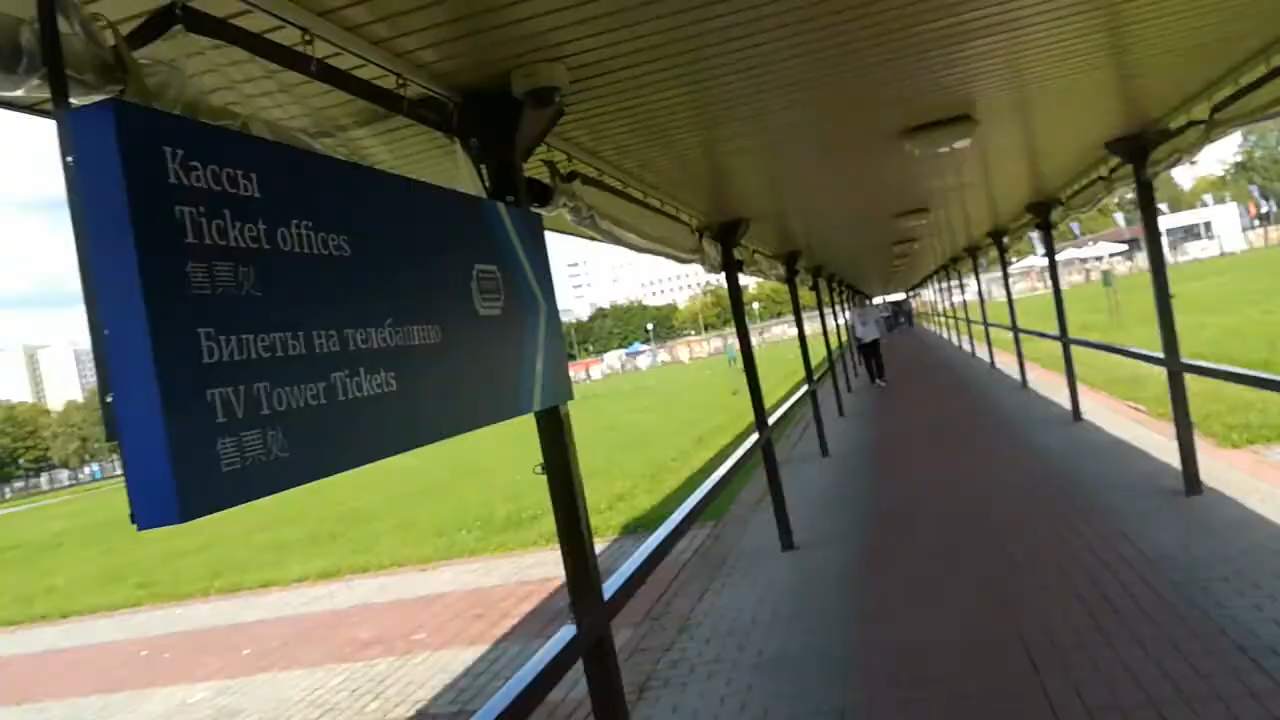 Кассы
Ticket offices
售票处
Билеты на телебашню
TV Tower Tickets
售票处